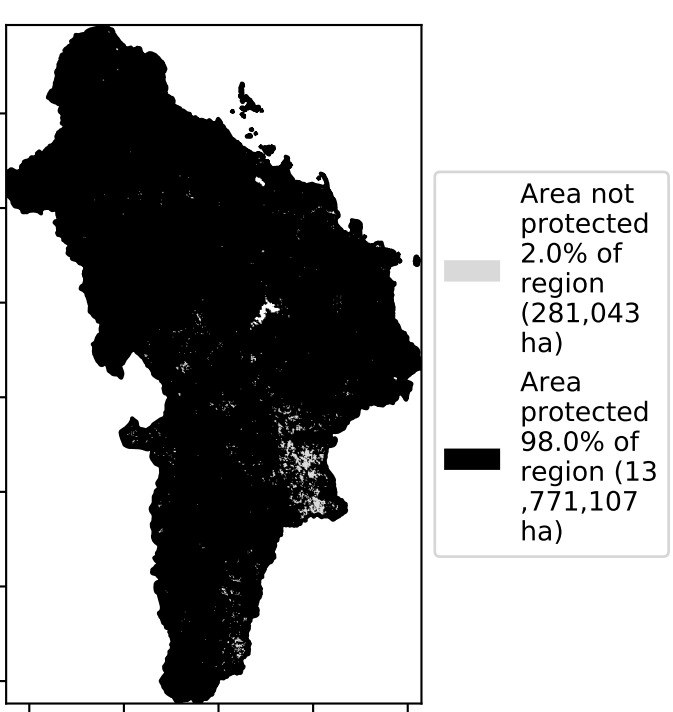 Area not
protected
2.0% of
region
(281,043
ha)
Area
protected
98.0% of
region (13
,771,107
ha)